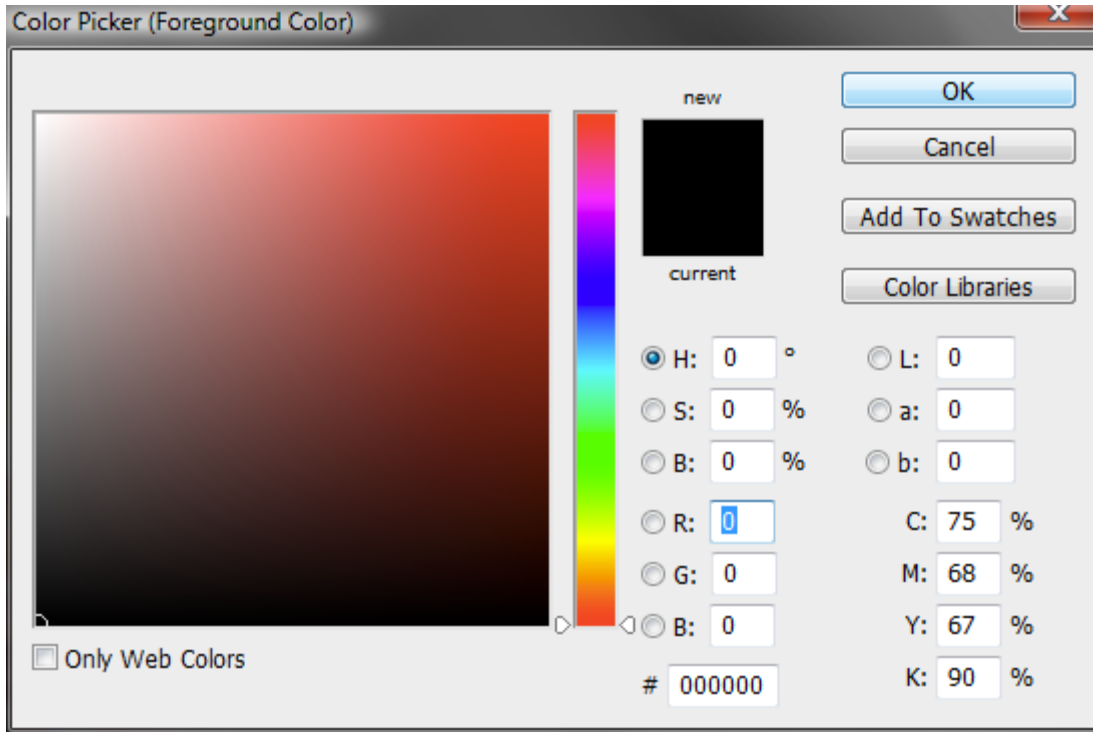 Color Picker (Foreground Color)
new
current
OK
Cancel
Add To Swatches
Color Libraries
H: 0 °
S: 0 %
B: 0 %
R: 0
G: 0
B: 0
# 000000
L: 0
a: 0
b: 0
C: 75 %
M: 68 %
Y: 67 %
K: 90 %
Only Web Colors